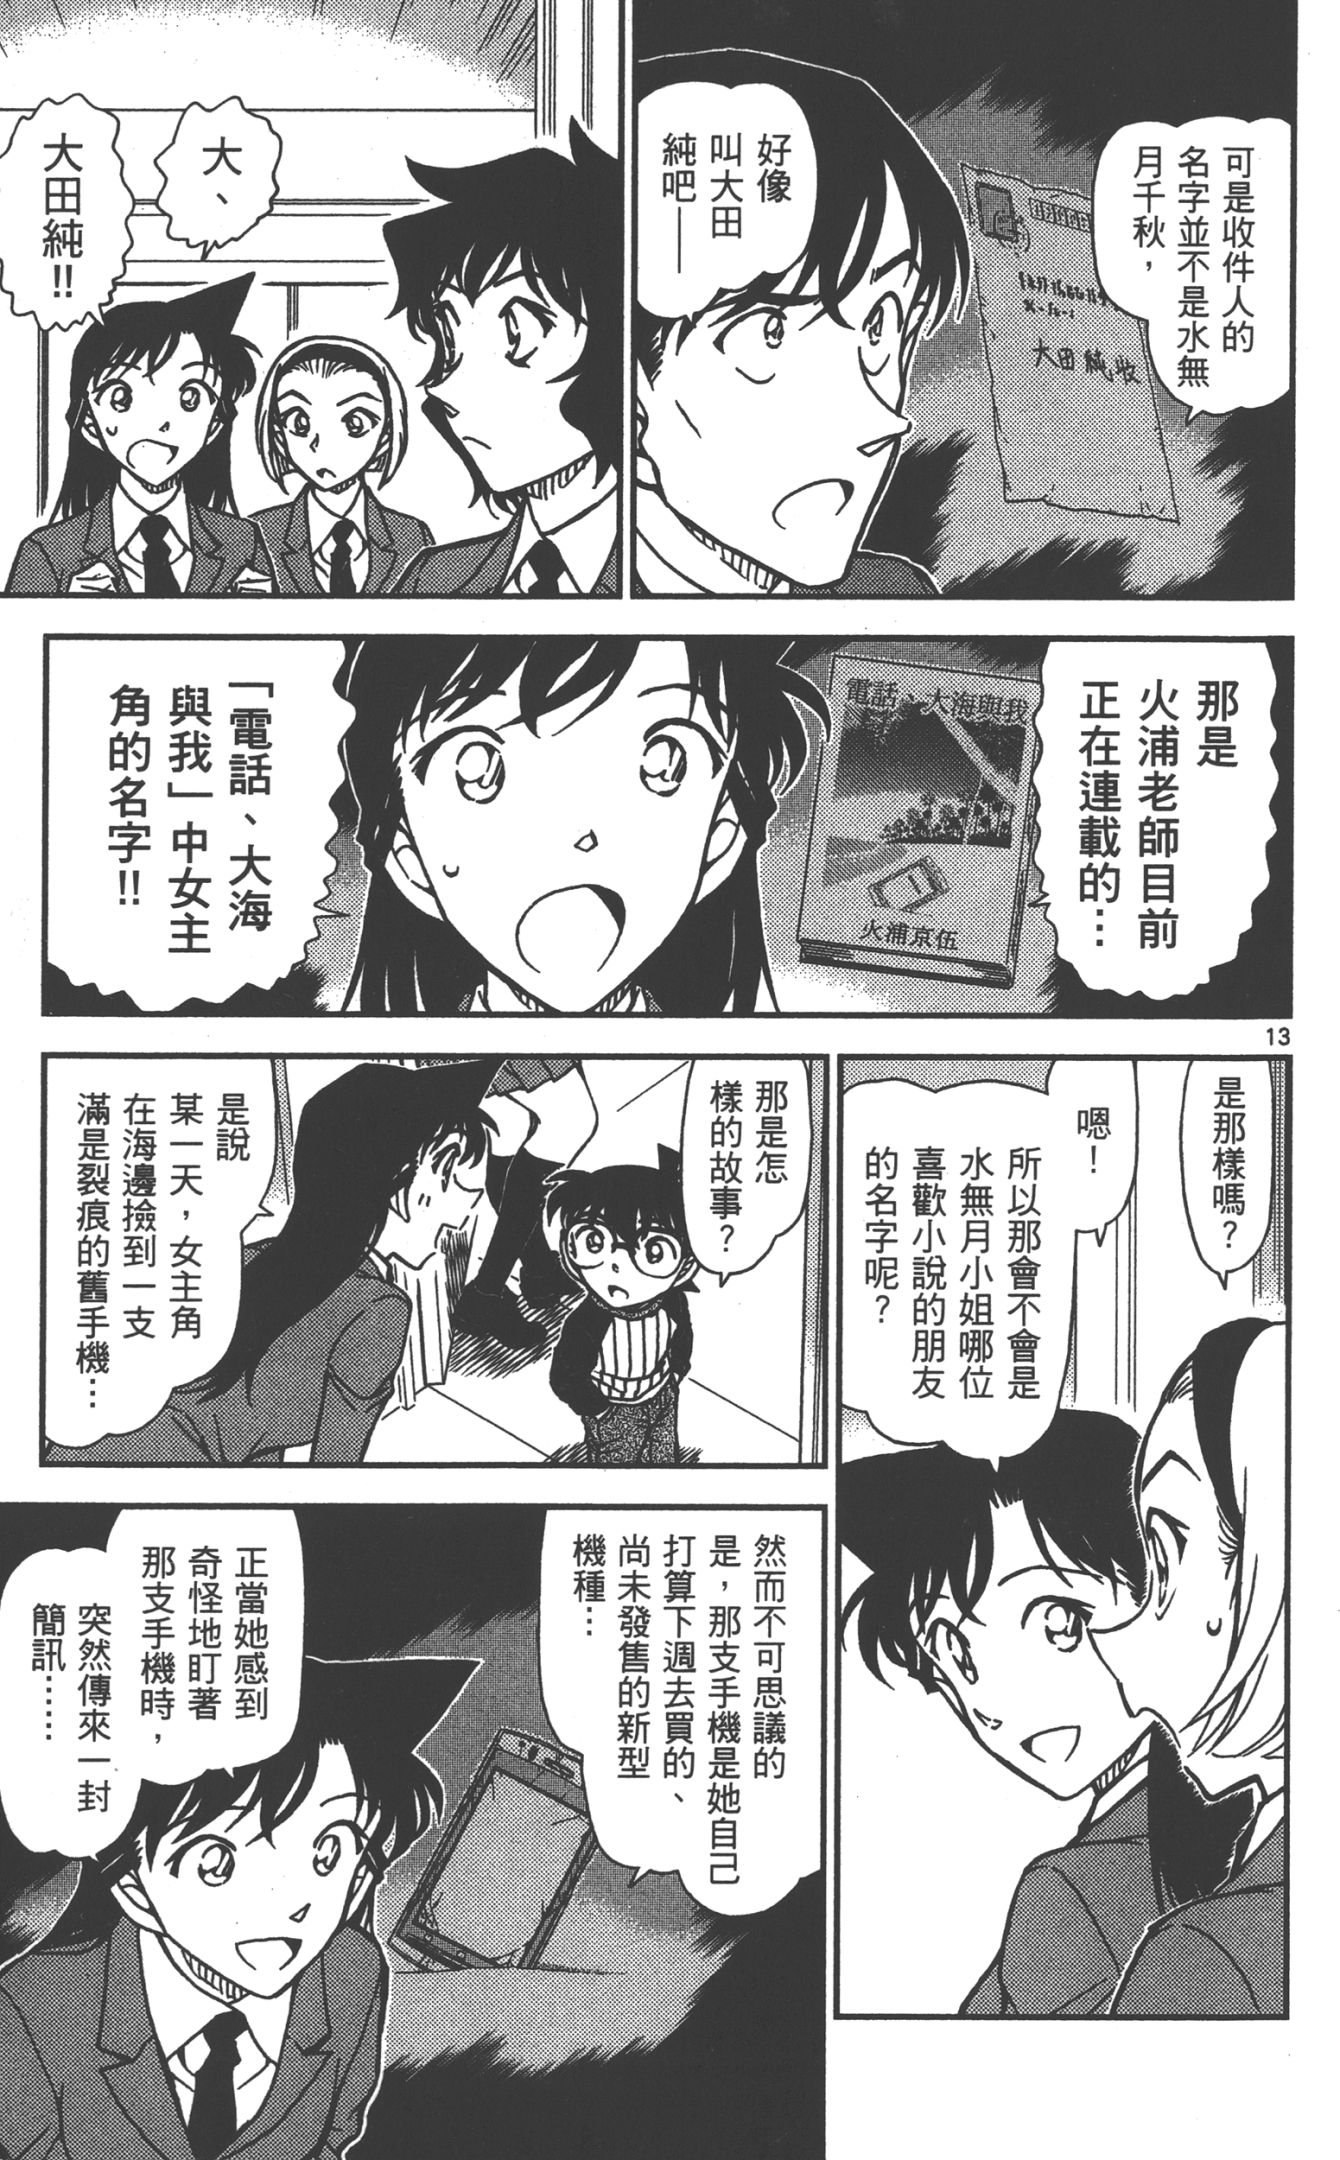 可是收件人的
名字並不是水無
月千秋，
大田純收
好像
叫大田
純吧——
大、
大田純!!
那是
火浦老師目前
正在連載的…
電話、大海與我
火浦京伍
「電話、大海
與我」中女主
角的名字!!
13
是那樣嗎？
嗯！
所以那會不會是
水無月小姐哪位
喜歡小說的朋友
的名字呢？
那是怎
樣的故事？
是說
某一天，女主角
在海邊撿到一支
滿是裂痕的舊手機…
然而不可思議的
是，那支手機是她自己
打算下週去買的、
尚未發售的新型
機種…
正當她感到
奇怪地盯著
那支手機時，
突然傳來一封
簡訊……